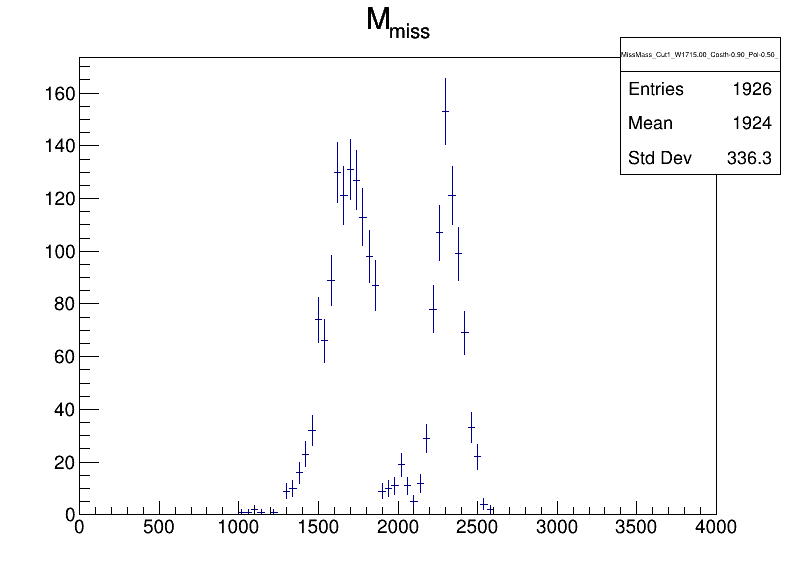 M_miss
MissMass_Cut1_W1715.00_Costh-0.90_Pol-0.50_
Entries 1926
Mean 1924
Std Dev 336.3
160
140
120
100
80
60
40
20
0
0 500 1000 1500 2000 2500 3000 3500 4000